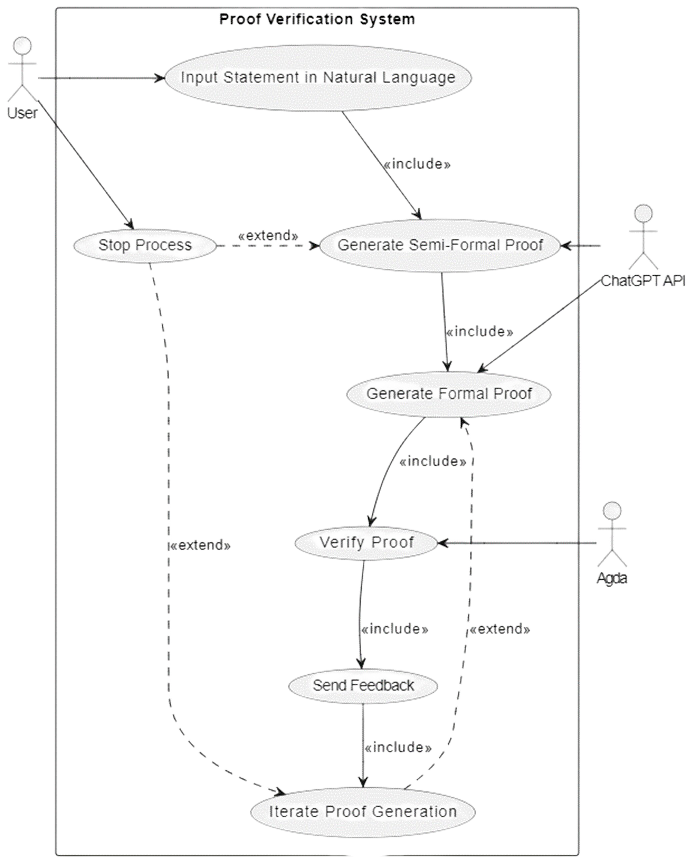 Proof Verification System
Input Statement in Natural Language
User
«include»
Stop Process
«extend»
Generate Semi-Formal Proof
ChatGPT API
«include»
Generate Formal Proof
«include»
Verify Proof
«extend»
Agda
«include»
«extend»
Send Feedback
«include»
Iterate Proof Generation